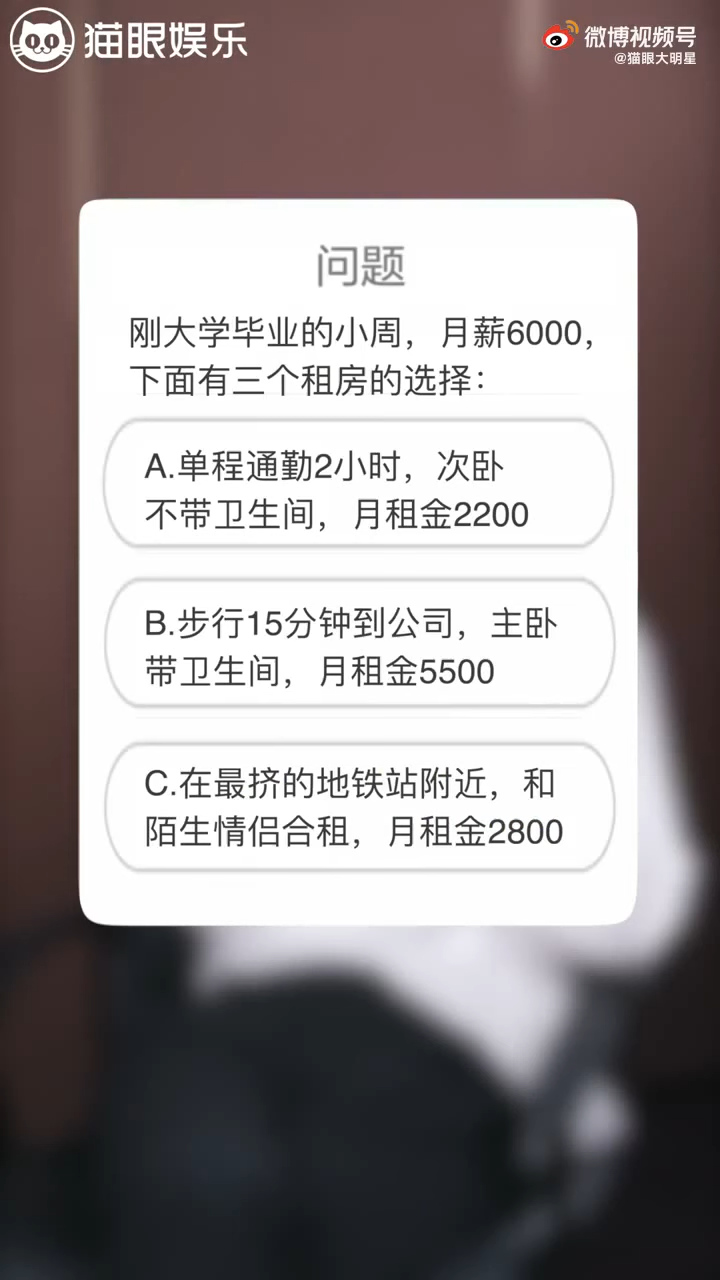 猫眼娱乐
微博视频号
@猫眼大明星
问题
刚大学毕业的小周，月薪6000，
下面有三个租房的选择：
A.单程通勤2小时，次卧
不带卫生间，月租金2200
B.步行15分钟到公司，主卧
带卫生间，月租金5500
C.在最挤的地铁站附近，和
陌生情侣合租，月租金2800